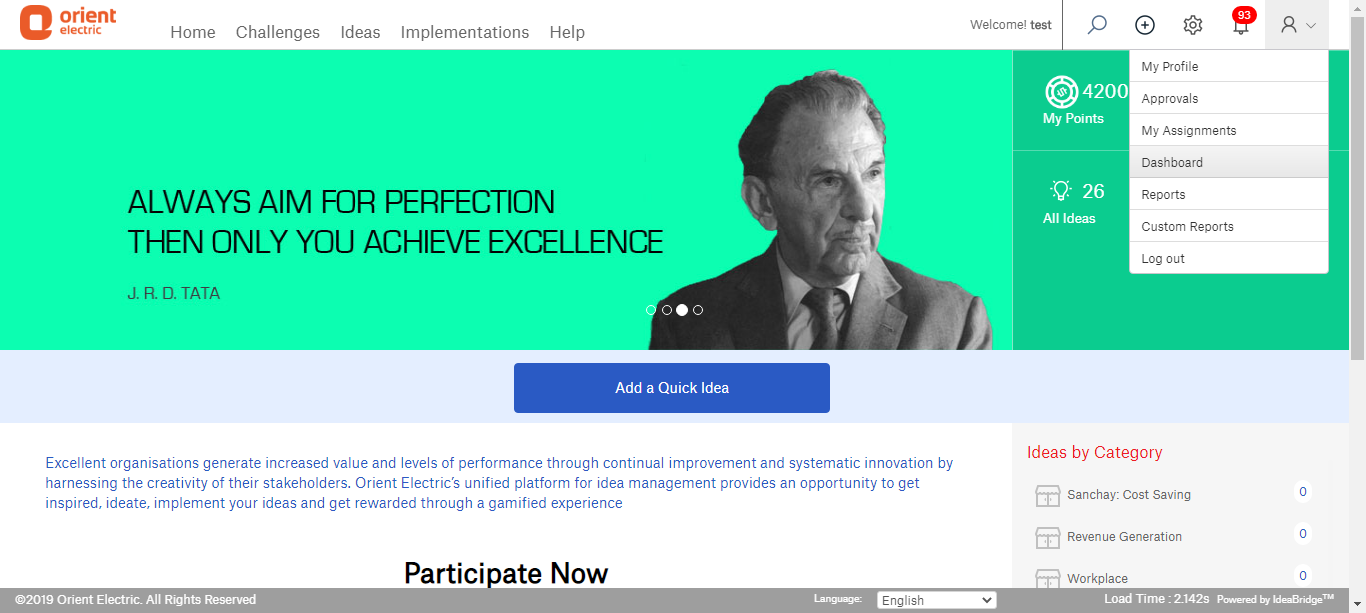 orient
electric
Home Challenges Ideas Implementations Help
Welcome! test
93
My Profile
Approvals
My Assignments
Dashboard
Reports
Custom Reports
Log out
4200
My Points
26
All Ideas
ALWAYS AIM FOR PERFECTION
THEN ONLY YOU ACHIEVE EXCELLENCE
J. R. D. TATA
Add a Quick Idea
Excellent organisations generate increased value and levels of performance through continual improvement and systematic innovation by
harnessing the creativity of their stakeholders. Orient Electric’s unified platform for idea management provides an opportunity to get
inspired, ideate, implement your ideas and get rewarded through a gamified experience
Participate Now
Ideas by Category
Sanchay: Cost Saving 0
Revenue Generation 0
Workplace 0
©2019 Orient Electric. All Rights Reserved
Language: English
Load Time : 2.142s Powered by IdeaBridge™